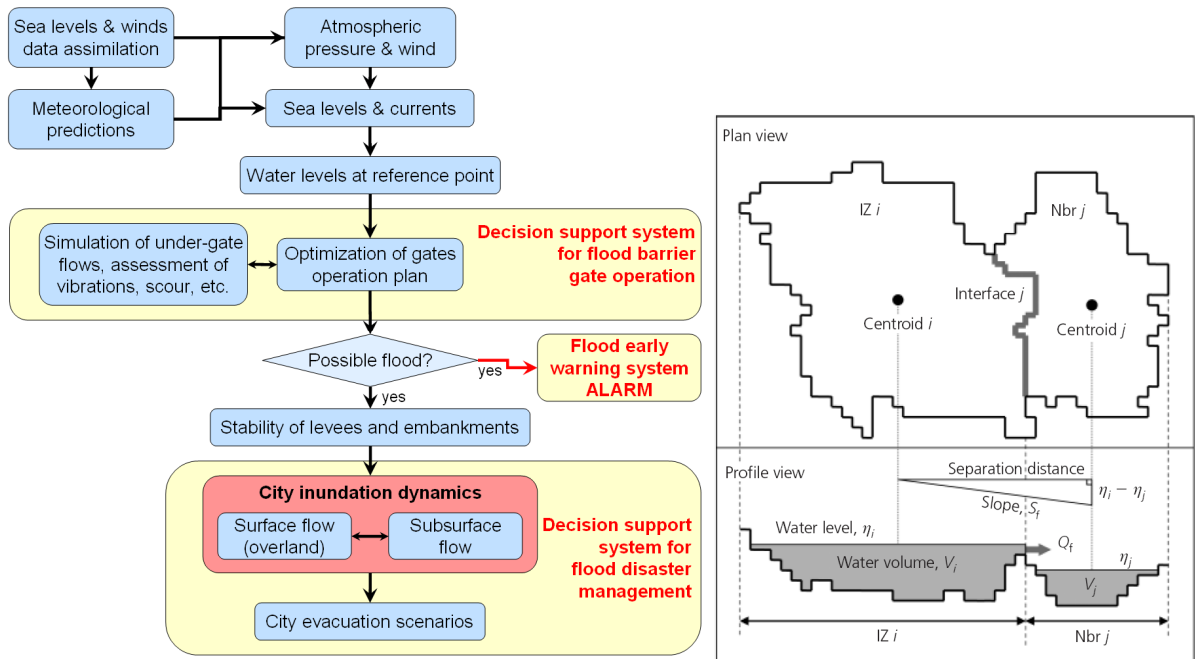 Sea levels & winds
data assimilation
Atmospheric
pressure & wind
Meteorological
predictions
Sea levels & currents
Water levels at reference point
Simulation of under-gate
flows, assessment of
vibrations, scour, etc.
Optimization of gates
operation plan
Decision support system
for flood barrier
gate operation
Possible flood?
yes
Flood early
warning system
ALARM
yes
Stability of levees and embankments
City inundation dynamics
Surface flow
(overland)
Subsurface
flow
Decision support
system for
flood disaster
management
City evacuation scenarios
Plan view
IZ i
Nbr j
Interface j
Centroid i
Centroid j
Profile view
Separation distance
ηi − ηj
Slope, Sf
Water level, ηi
Qf
ηj
Water volume, Vi
Vj
IZ i
Nbr j